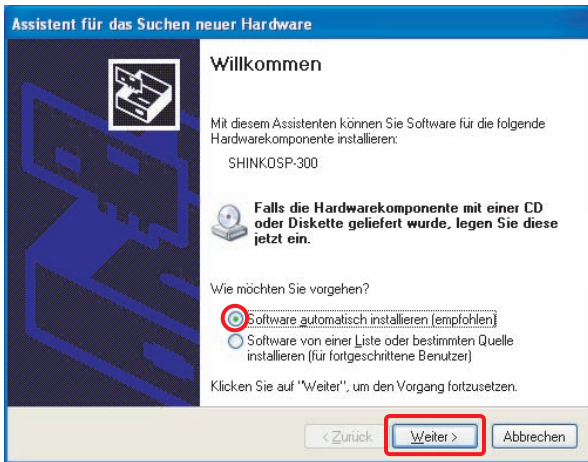 Assistent für das Suchen neuer Hardware
Willkommen
Mit diesem Assistenten können Sie Software für die folgende
Hardwarekomponente installieren:
SHINKOSP-300
Falls die Hardwarekomponente mit einer CD
oder Diskette geliefert wurde, legen Sie diese
jetzt ein.
Wie möchten Sie vorgehen?
Software automatisch installieren (empfohlen)
Software von einer Liste oder bestimmten Quelle
installieren (für fortgeschrittene Benutzer)
Klicken Sie auf "Weiter", um den Vorgang fortzusetzen.
< Zurück Weiter > Abbrechen